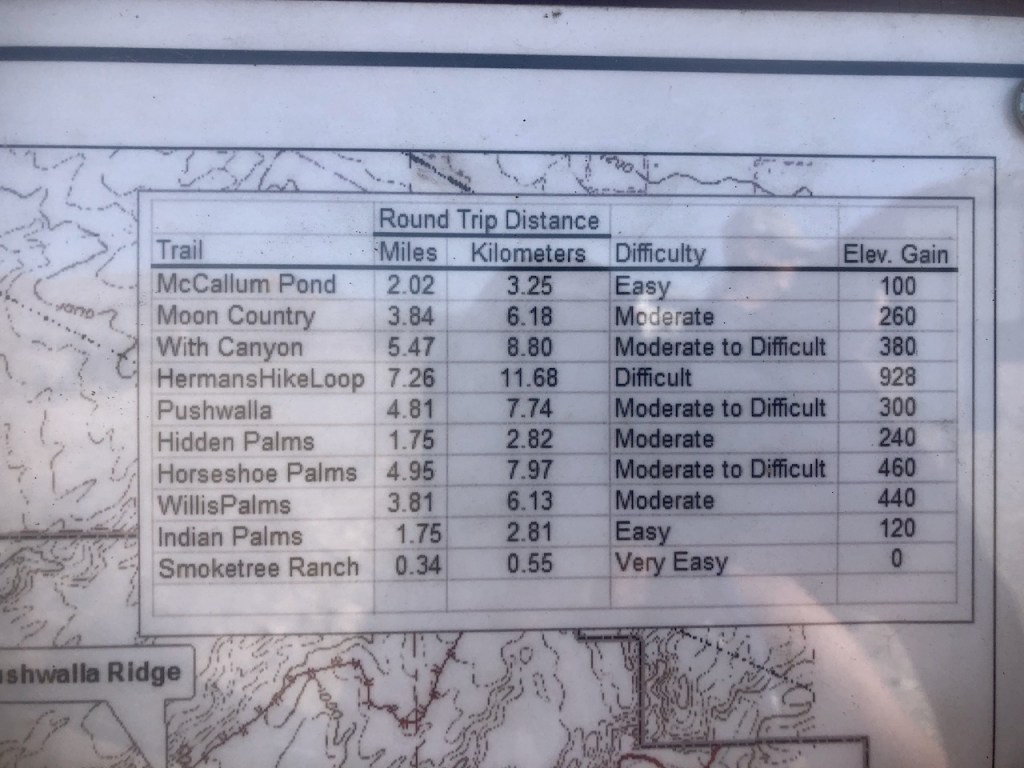 Round Trip Distance
Trail Miles Kilometers Difficulty Elev. Gain
McCallum Pond 2.02 3.25 Easy 100
Moon Country 3.84 6.18 Moderate 260
With Canyon 5.47 8.80 Moderate to Difficult 380
HermansHikeLoop 7.26 11.68 Difficult 928
Pushwalla 4.81 7.74 Moderate to Difficult 300
Hidden Palms 1.75 2.82 Moderate 240
Horseshoe Palms 4.95 7.97 Moderate to Difficult 460
WillisPalms 3.81 6.13 Moderate 440
Indian Palms 1.75 2.81 Easy 120
Smoketree Ranch 0.34 0.55 Very Easy 0
shwalla Ridge